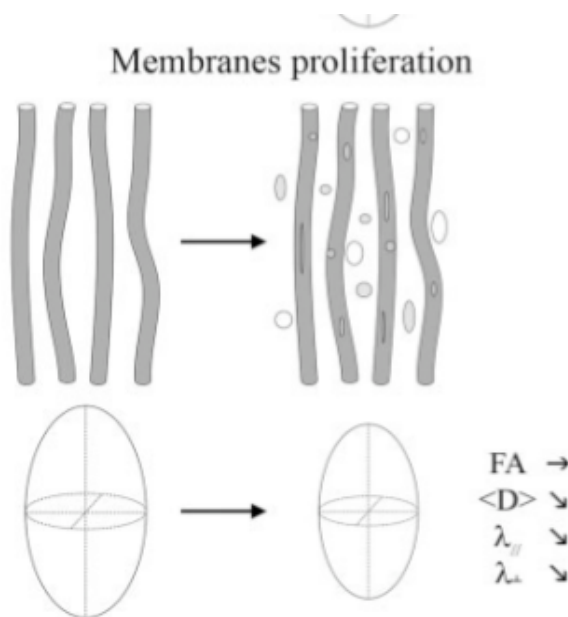 Membranes proliferation
FA →
<D> ↘
λ// ↘
λ⊥ ↘